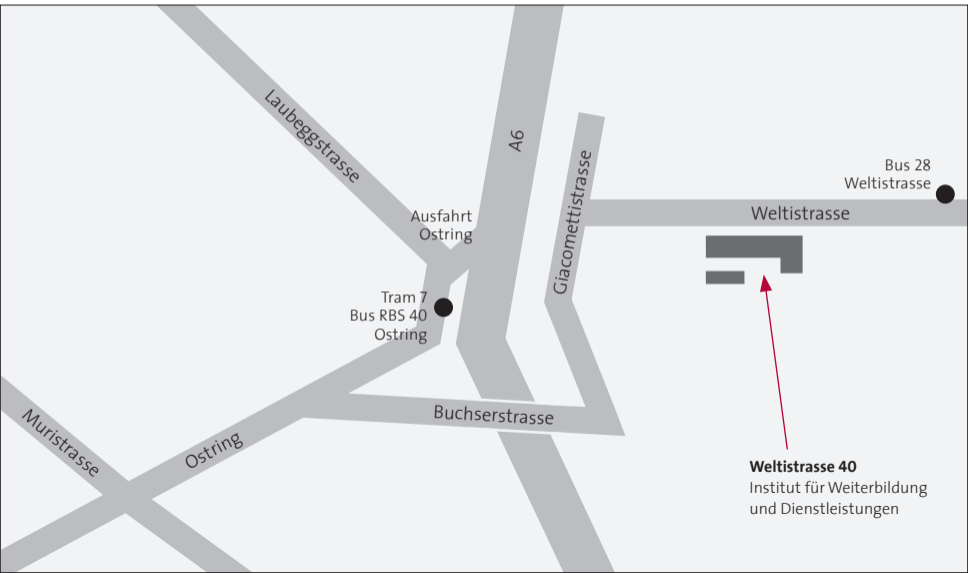 Laubeggstrasse
A6
Giacomettistrasse
Bus 28
Weltistrasse
Weltistrasse
Ausfahrt
Ostring
Tram 7
Bus RBS 40
Ostring
Buchserstrasse
Muristrasse
Ostring
Weltistrasse 40
Institut für Weiterbildung
und Dienstleistungen